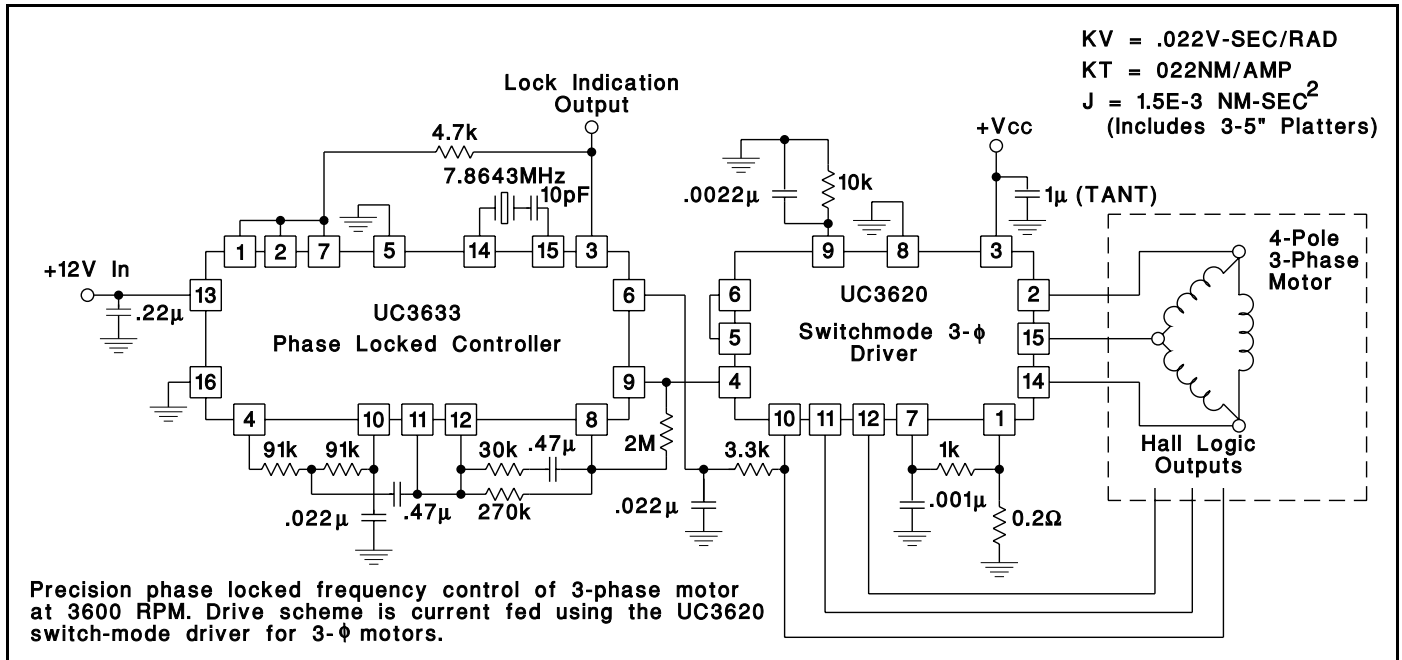 KV = .022V-SEC/RAD
KT = 022NM/AMP
J = 1.5E-3 NM-SEC2
(Includes 3-5" Platters)
Lock Indication
Output
4.7k
7.8643MHz
10pF
+VCC
.0022µ
10k
1µ (TANT)
1
2
7
5
14
15
3
9
8
3
+12V In
.22µ
13
16
UC3633
Phase Locked Controller
6
9
6
5
4
UC3620
Switchmode 3-ϕ
Driver
2
15
14
4-Pole
3-Phase
Motor
4
10
11
12
8
10
11
12
7
1
91k
91k
30k
.47µ
2M
3.3k
1k
Hall Logic
Outputs
.022µ
.47µ
270k
.022µ
.001µ
0.2Ω
Precision phase locked frequency control of 3-phase motor
at 3600 RPM. Drive scheme is current fed using the UC3620
switch-mode driver for 3-ϕ motors.